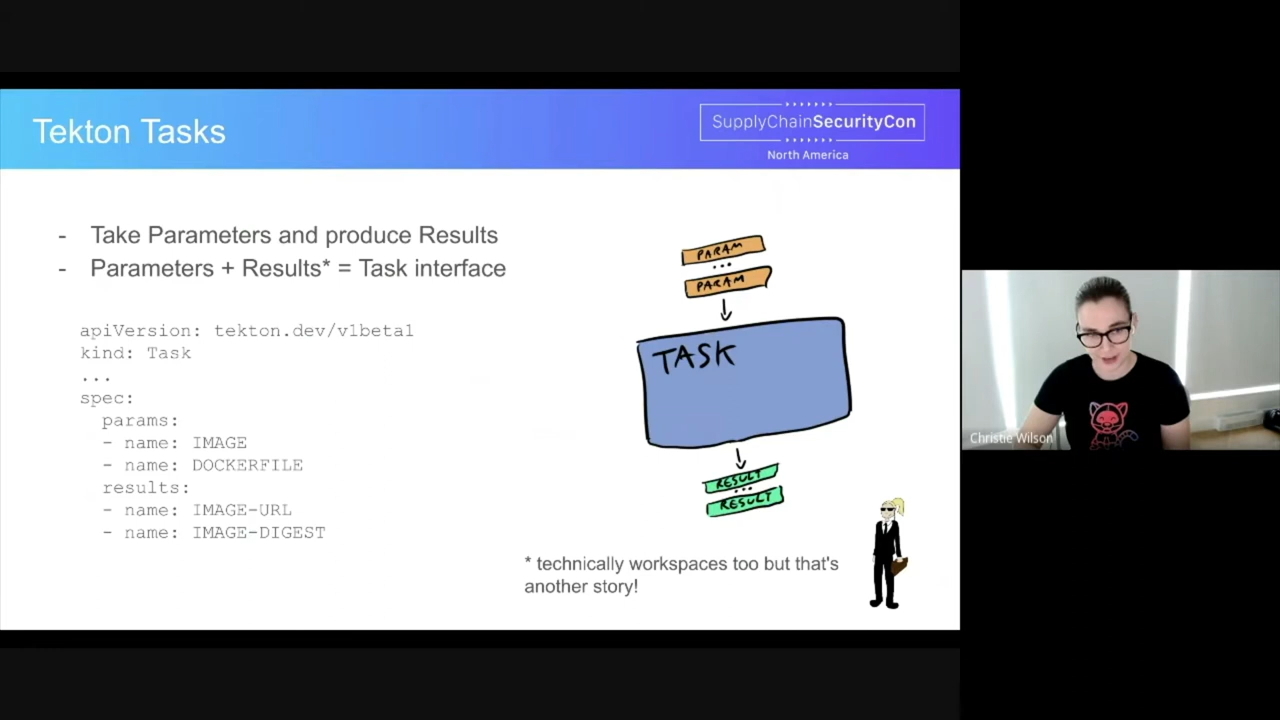 Tekton Tasks
SupplyChainSecurityCon
North America
- Take Parameters and produce Results
- Parameters + Results* = Task interface
apiVersion: tekton.dev/v1beta1
kind: Task
...
spec:
params:
- name: IMAGE
- name: DOCKERFILE
results:
- name: IMAGE-URL
- name: IMAGE-DIGEST
PARAM
...
PARAM
TASK
RESULT
...
RESULT
* technically workspaces too but that's
another story!
Christie Wilson